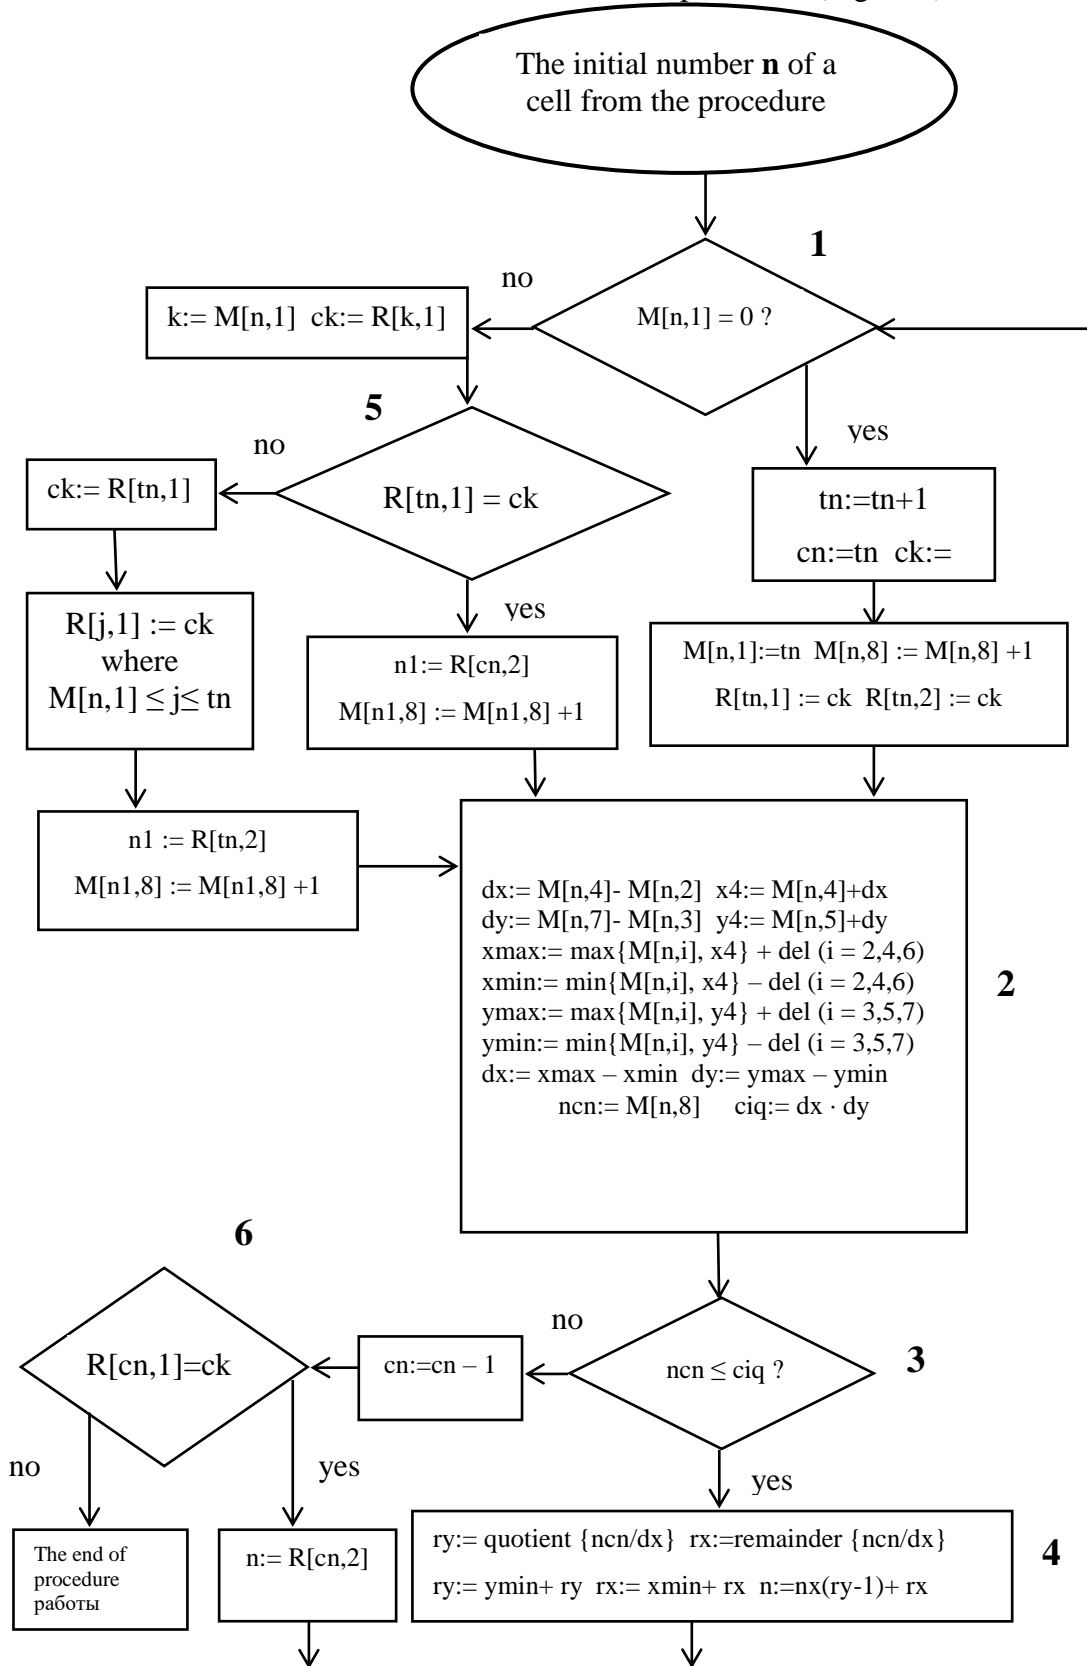 The initial number n of a
cell from the procedure
1
no
M[n,1] = 0 ?
k:= M[n,1] ck:= R[k,1]
yes
5
no
R[tn,1] = ck
ck:= R[tn,1]
tn:=tn+1
cn:=tn ck:=
yes
R[j,1] := ck
where
M[n,1] ≤ j≤ tn
n1:= R[cn,2]
M[n1,8] := M[n1,8] +1
M[n,1]:=tn M[n,8] := M[n,8] +1
R[tn,1] := ck R[tn,2] := ck
n1 := R[tn,2]
M[n1,8] := M[n1,8] +1
dx:= M[n,4]- M[n,2] x4:= M[n,4]+dx
dy:= M[n,7]- M[n,3] y4:= M[n,5]+dy
xmax:= max{M[n,i], x4} + del (i = 2,4,6)
xmin:= min{M[n,i], x4} – del (i = 2,4,6)
ymax:= max{M[n,i], y4} + del (i = 3,5,7)
ymin:= min{M[n,i], y4} – del (i = 3,5,7)
dx:= xmax – xmin dy:= ymax – ymin
ncn:= M[n,8] ciq:= dx · dy
2
6
no
R[cn,1]=ck
cn:=cn – 1
ncn ≤ ciq ?
3
no
yes
yes
The end of
procedure
работы
n:= R[cn,2]
ry:= quotient {ncn/dx} rx:=remainder {ncn/dx}
ry:= ymin+ ry rx:= xmin+ rx n:=nx(ry-1)+ rx
4